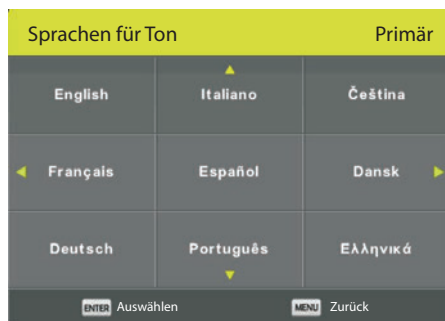 Sprachen für Ton Primär
English Italiano Čeština
Français Español Dansk
Deutsch Português Ελληνικά
ENTER Auswählen MENU Zurück